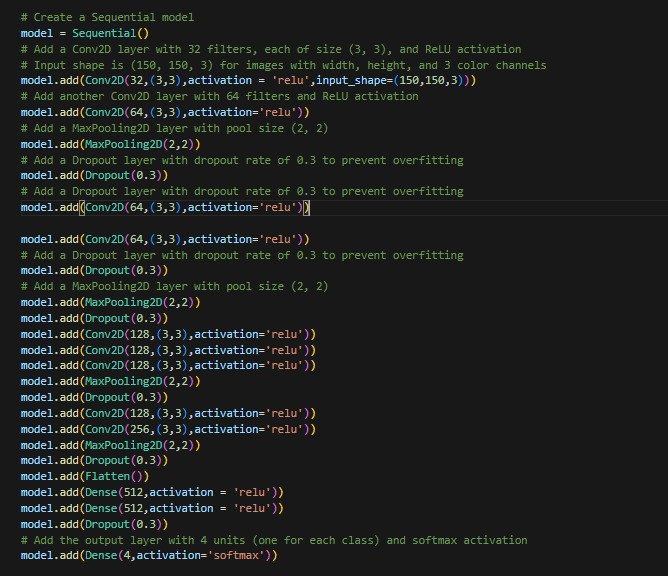 # Create a Sequential model
model = Sequential()
# Add a Conv2D layer with 32 filters, each of size (3, 3), and ReLU activation
# Input shape is (150, 150, 3) for images with width, height, and 3 color channels
model.add(Conv2D(32,(3,3),activation = 'relu',input_shape=(150,150,3)))
# Add another Conv2D layer with 64 filters and ReLU activation
model.add(Conv2D(64,(3,3),activation='relu'))
# Add a MaxPooling2D layer with pool size (2, 2)
model.add(MaxPooling2D(2,2))
# Add a Dropout layer with dropout rate of 0.3 to prevent overfitting
model.add(Dropout(0.3))
# Add a Dropout layer with dropout rate of 0.3 to prevent overfitting
model.add(Conv2D(64,(3,3),activation='relu'))
model.add(Conv2D(64,(3,3),activation='relu'))
# Add a Dropout layer with dropout rate of 0.3 to prevent overfitting
model.add(Dropout(0.3))
# Add a MaxPooling2D layer with pool size (2, 2)
model.add(MaxPooling2D(2,2))
model.add(Dropout(0.3))
model.add(Conv2D(128,(3,3),activation='relu'))
model.add(Conv2D(128,(3,3),activation='relu'))
model.add(Conv2D(128,(3,3),activation='relu'))
model.add(MaxPooling2D(2,2))
model.add(Dropout(0.3))
model.add(Conv2D(128,(3,3),activation='relu'))
model.add(Conv2D(256,(3,3),activation='relu'))
model.add(MaxPooling2D(2,2))
model.add(Dropout(0.3))
model.add(Flatten())
model.add(Dense(512,activation = 'relu'))
model.add(Dense(512,activation = 'relu'))
model.add(Dropout(0.3))
# Add the output layer with 4 units (one for each class) and softmax activation
model.add(Dense(4,activation='softmax'))